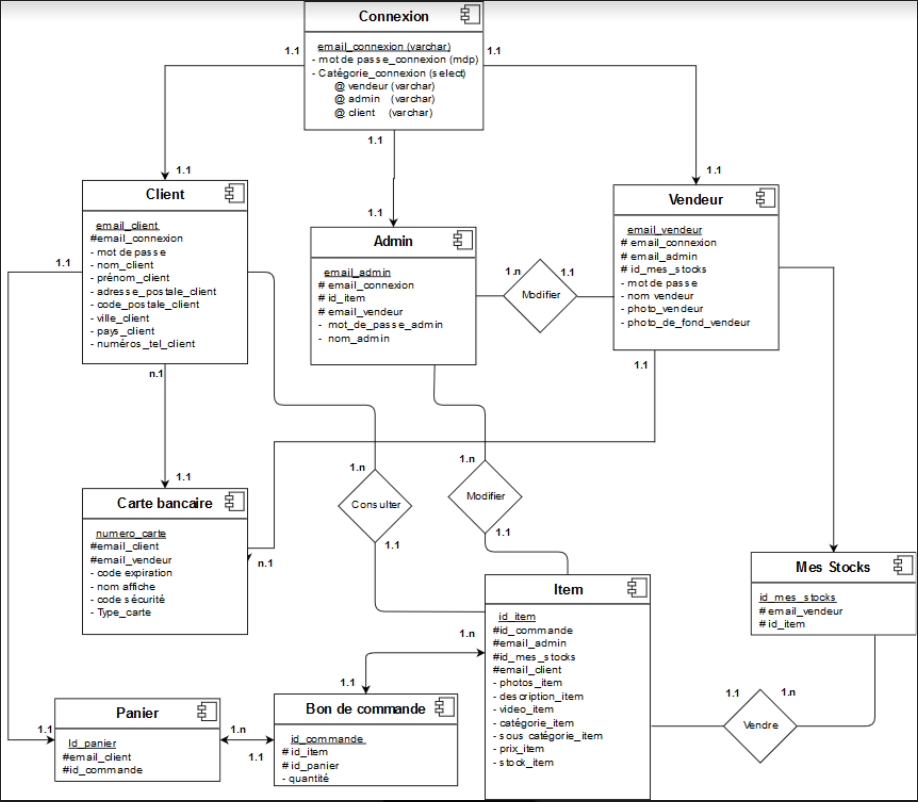 Connexion
email_connexion (varchar)
- mot de passe_connexion (mdp)
- Catégorie_connexion (select)
@ vendeur (varchar)
@ admin (varchar)
@ client (varchar)
1.1
1.1
1.1
1.1
1.1
1.1
Client
email_client
#email_connexion
- mot de passe
- nom_client
- prénom_client
- adresse_postale_client
- code_postale_client
- ville_client
- pays_client
- numéros_tel_client
1.1
n.1
1.1
Admin
email_admin
# email_connexion
# id_item
# email_vendeur
- mot_de_passe_admin
- nom_admin
1.n
1.1
Modifier
Vendeur
email_vendeur
# email_connexion
# email_admin
# id_mes_stocks
- mot de passe
- nom vendeur
- photo_vendeur
- photo_de_fond_vendeur
1.1
Carte bancaire
numero_carte
#email_client
#email_vendeur
- code expiration
- nom affiche
- code sécurité
- Type_carte
n.1
1.n
Consulter
1.1
1.n
Modifier
1.1
Mes Stocks
id_mes_stocks
# email_vendeur
# id_item
Item
id_item
#id_commande
#email_admin
#id_mes_stocks
#email_client
- photos_item
- description_item
- video_item
- catégorie_item
- sous catégorie_item
- prix_item
- stock_item
1.n
1.1
1.1
1.n
Vendre
Panier
Id_panier
#email_client
#id_commande
1.1
1.n
1.1
Bon de commande
id_commande
# id_item
# id_panier
- quantité